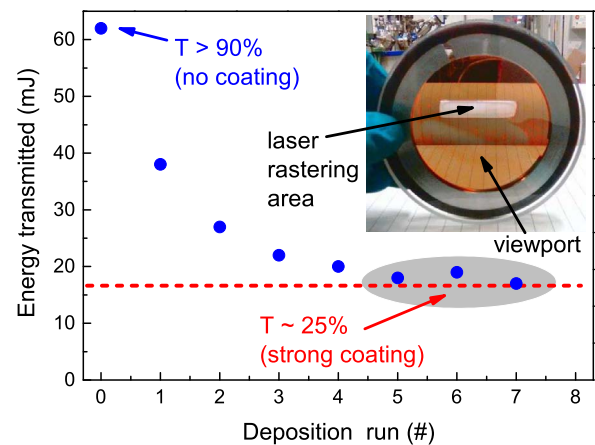 60
50
40
30
20
10
0
Energy transmitted (mJ)
T > 90%
(no coating)
laser
rastering
area
viewport
T ~ 25%
(strong coating)
0 1 2 3 4 5 6 7 8
Deposition run (#)